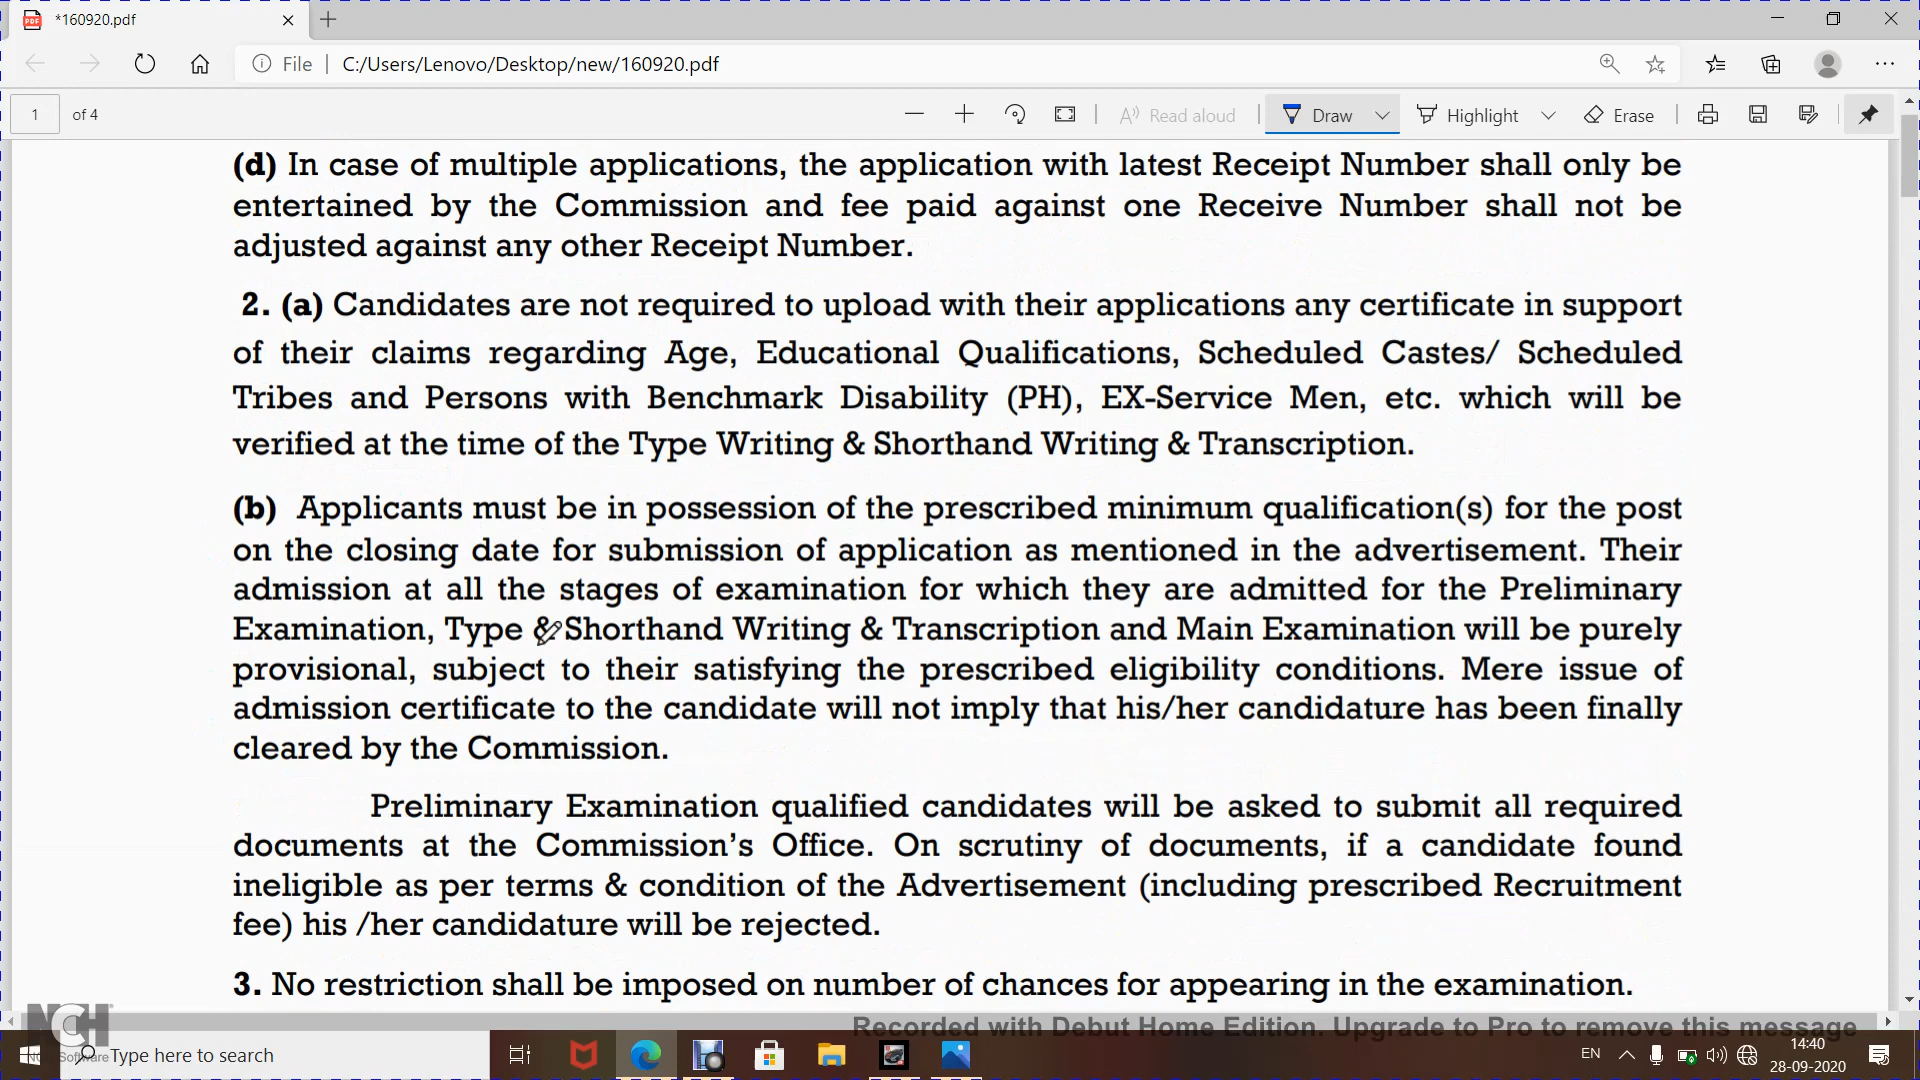 *160920.pdf
File
C:/Users/Lenovo/Desktop/new/160920.pdf
1 of 4
Read aloud
Draw
Highlight
Erase
(d) In case of multiple applications, the application with latest Receipt Number shall only be
entertained by the Commission and fee paid against one Receive Number shall not be
adjusted against any other Receipt Number.
2. (a) Candidates are not required to upload with their applications any certificate in support
of their claims regarding Age, Educational Qualifications, Scheduled Castes/ Scheduled
Tribes and Persons with Benchmark Disability (PH), EX-Service Men, etc. which will be
verified at the time of the Type Writing & Shorthand Writing & Transcription.
(b) Applicants must be in possession of the prescribed minimum qualification(s) for the post
on the closing date for submission of application as mentioned in the advertisement. Their
admission at all the stages of examination for which they are admitted for the Preliminary
Examination, Type & Shorthand Writing & Transcription and Main Examination will be purely
provisional, subject to their satisfying the prescribed eligibility conditions. Mere issue of
admission certificate to the candidate will not imply that his/her candidature has been finally
cleared by the Commission.
Preliminary Examination qualified candidates will be asked to submit all required
documents at the Commission's Office. On scrutiny of documents, if a candidate found
ineligible as per terms & condition of the Advertisement (including prescribed Recruitment
fee) his /her candidature will be rejected.
3. No restriction shall be imposed on number of chances for appearing in the examination.
NCH
Recorded with Debut Home Edition. Upgrade to Pro to remove this message
Type here to search
EN
14:40
28-09-2020